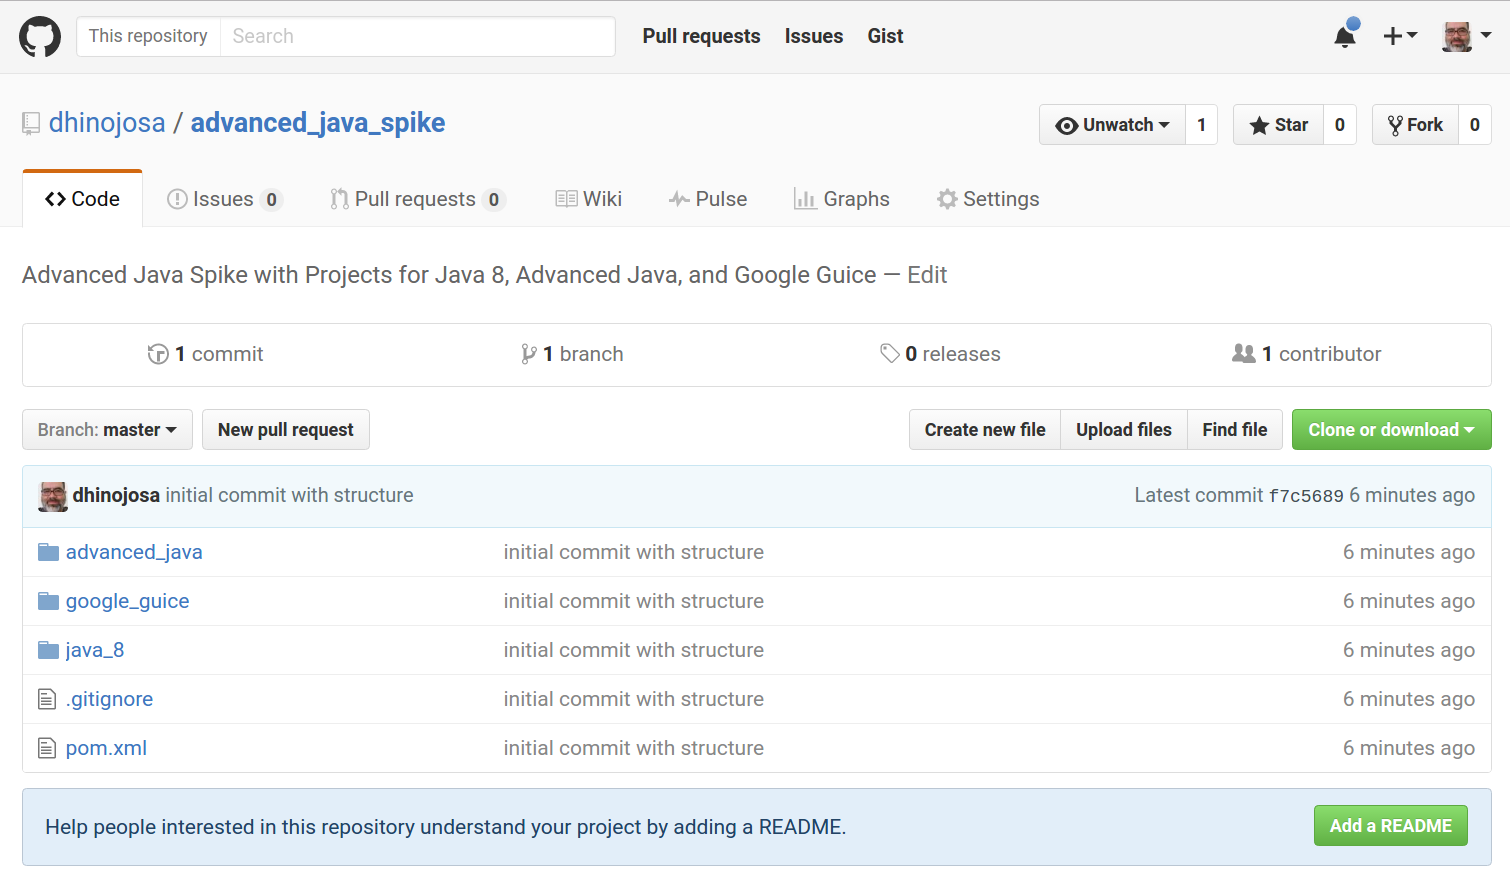 This repository Search Pull requests Issues Gist
dhinojosa / advanced_java_spike Unwatch 1 Star 0 Fork 0
Code Issues 0 Pull requests 0 Wiki Pulse Graphs Settings
Advanced Java Spike with Projects for Java 8, Advanced Java, and Google Guice — Edit
1 commit 1 branch 0 releases 1 contributor
Branch: master New pull request Create new file Upload files Find file Clone or download
dhinojosa initial commit with structure Latest commit f7c5689 6 minutes ago
advanced_java initial commit with structure 6 minutes ago
google_guice initial commit with structure 6 minutes ago
java_8 initial commit with structure 6 minutes ago
.gitignore initial commit with structure 6 minutes ago
pom.xml initial commit with structure 6 minutes ago
Help people interested in this repository understand your project by adding a README. Add a README